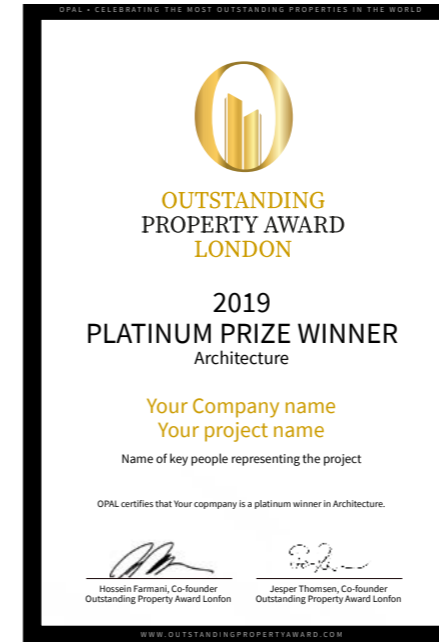 OPAL • CELEBRATING THE MOST OUTSTANDING PROPERTIES IN THE WORLD
OUTSTANDING
PROPERTY AWARD
LONDON
2019
PLATINUM PRIZE WINNER
Architecture
Your Company name
Your project name
Name of key people representing the project
OPAL certifies that Your copmpany is a platinum winner in Architecture.
Hossein Farmani, Co-founder
Outstanding Property Award Lonfon
Jesper Thomsen, Co-founder
Outstanding Property Award Lonfon
WWW.OUTSTANDINGPROPERTYAWARD.COM